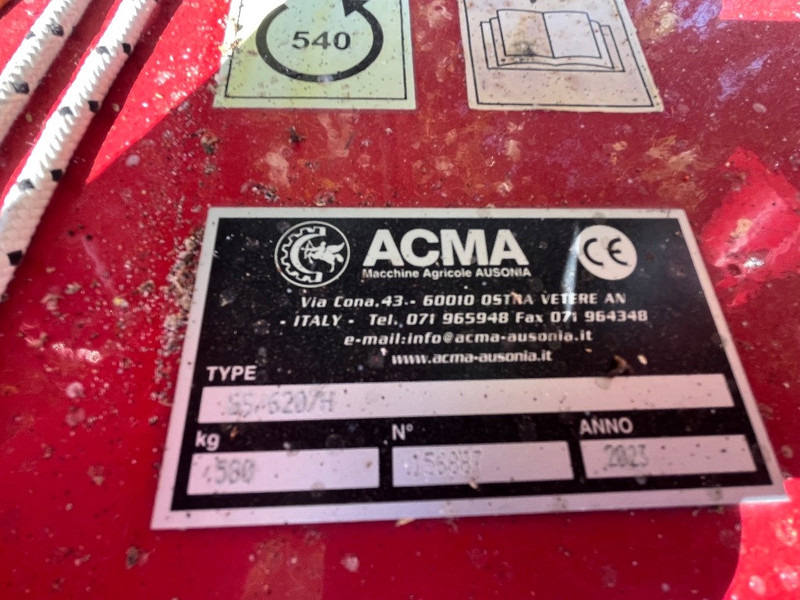 540
ACMA
Macchine Agricole AUSONIA
CE
Via Cona, 43.- 60010 OSTRA VETERE AN
- ITALY - Tel. 071 965948 Fax 071 964348
e-mail:info@acma-ausonia.it
www.acma-ausonia.it
TYPE
620/H
kg N° ANNO
2023